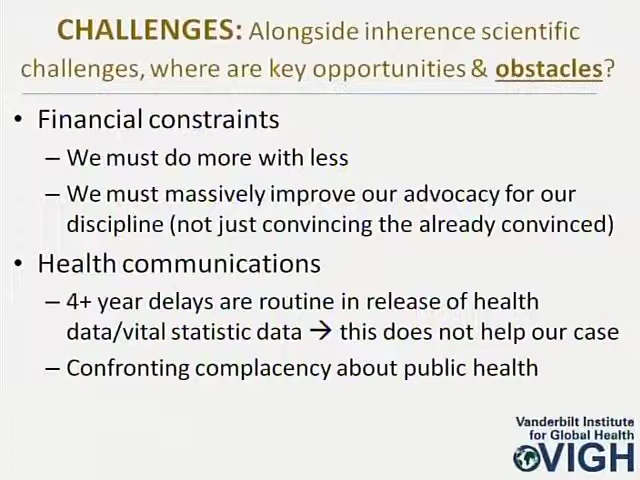 CHALLENGES: Alongside inherence scientific
challenges, where are key opportunities & obstacles?
• Financial constraints
– We must do more with less
– We must massively improve our advocacy for our
discipline (not just convincing the already convinced)
• Health communications
– 4+ year delays are routine in release of health
data/vital statistic data → this does not help our case
– Confronting complacency about public health
Vanderbilt Institute
for Global Health
VIGH